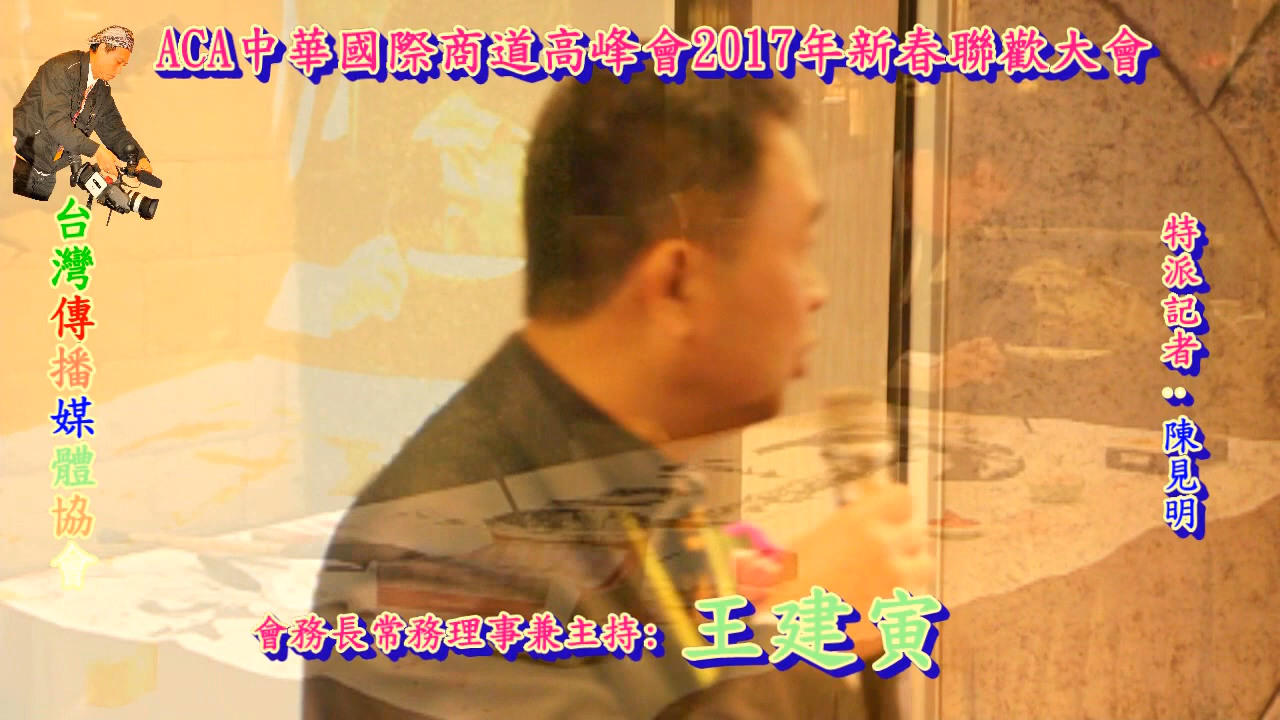 ACA中華國際商道高峰會2017年新春聯歡大會
台灣傳播媒體協會
特派記者：陳見明
會務長常務理事兼主持:王建寅